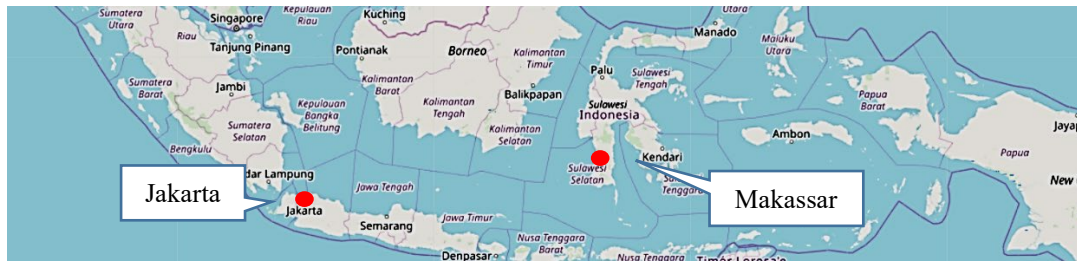 Sumatera
Utara
Singapore
Kepulauan
Riau
Kuching
Riau
Tanjung Pinang
Pontianak
Borneo
Kalimantan
Timur
Manado
Utara
Maluku
Utara
Sumatera
Barat
Jambi
Kepulauan
Bangka
Belitung
Kalimantan
Barat
Kalimantan
Tengah
Balikpapan
Palu
Sulawesi
Tengah
Sulawesi
Indonesia
Papua
Barat
Sumatera
Selatan
Bengkulu
Kalimantan
Selatan
Ambon
Jayap
Kendari
Papua
dar Lampung
Sulawesi
Selatan
Tenggara
New
Jakarta
Makassar
Jakarta
Jawa Tengah
Semarang
Jawa Timur
Denpasar
Nusa Tenggara
Barat
Nusa Tenggara
Timur